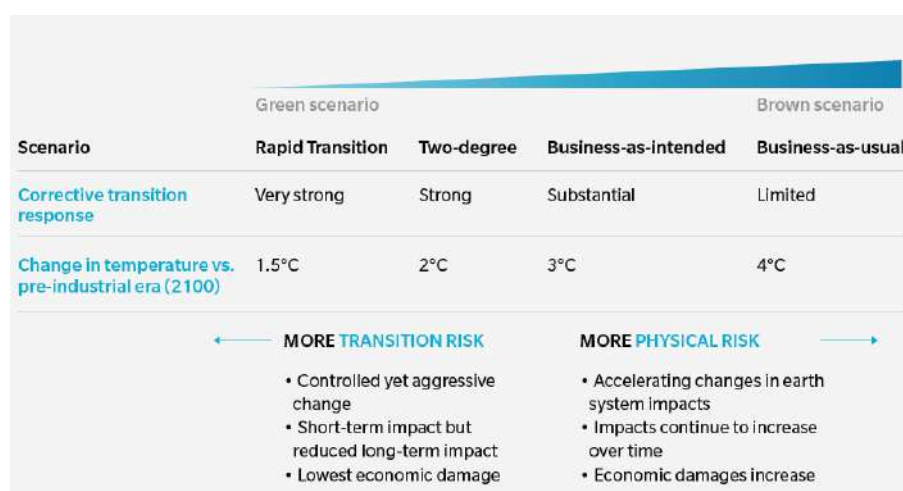 Green scenario Brown scenario
Scenario Rapid Transition Two-degree Business-as-intended Business-as-usual
Corrective transition Very strong Strong Substantial Limited
response
Change in temperature vs. 1.5°C 2°C 3°C 4°C
pre-industrial era (2100)
MORE TRANSITION RISK MORE PHYSICAL RISK
• Controlled yet aggressive
change
• Short-term impact but
reduced long-term impact
• Lowest economic damage
• Accelerating changes in earth
system impacts
• Impacts continue to increase
over time
• Economic damages increase